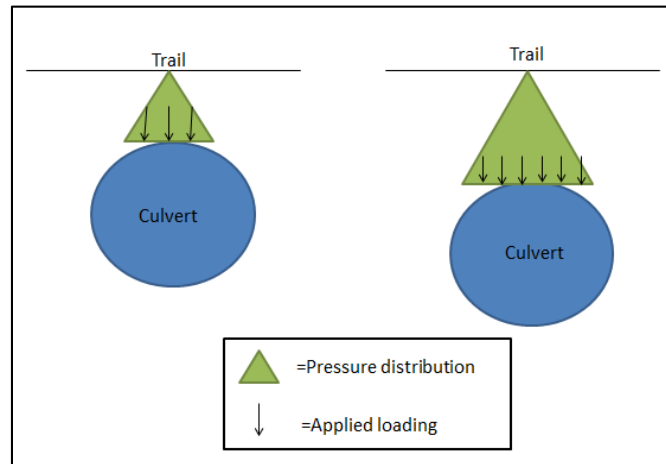 Trail
Trail
Culvert
Culvert
=Pressure distribution
=Applied loading